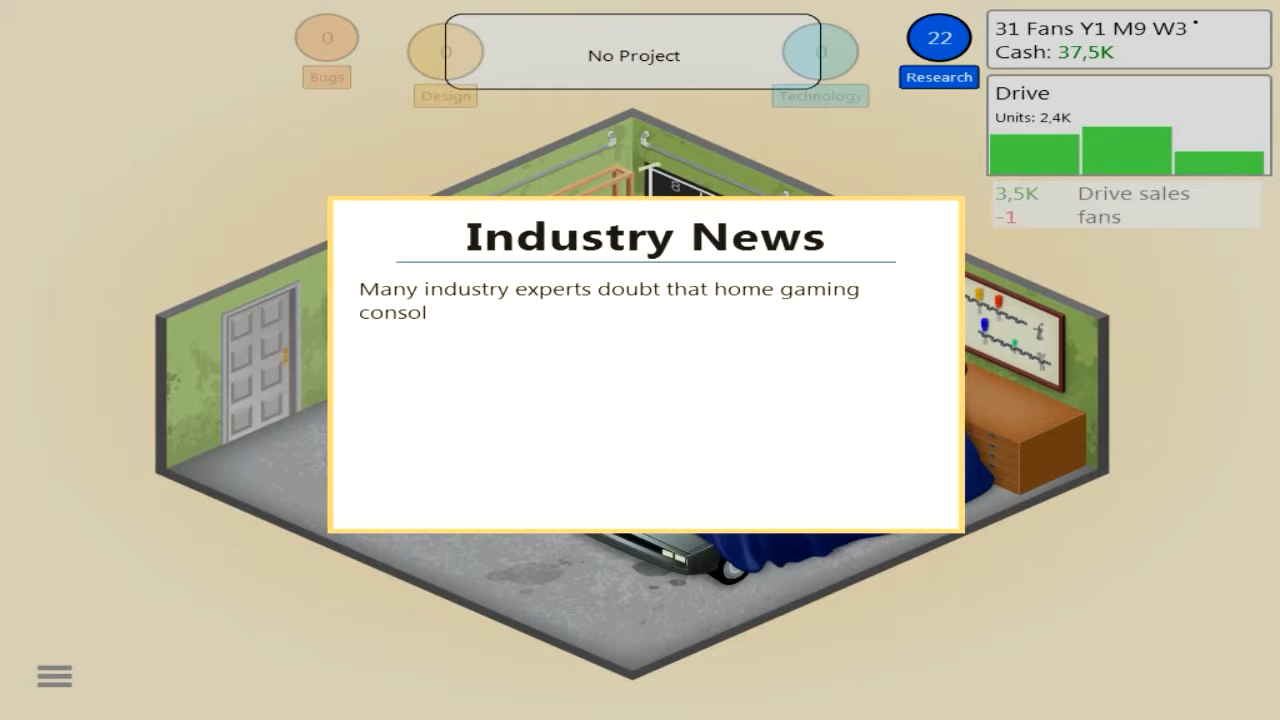 0
Bugs
0
Design
No Project
0
Technology
22
Research
31 Fans Y1 M9 W3
Cash: 37,5K
Drive
Units: 2,4K
3,5K Drive sales
-1 fans
Industry News
Many industry experts doubt that home gaming
consol